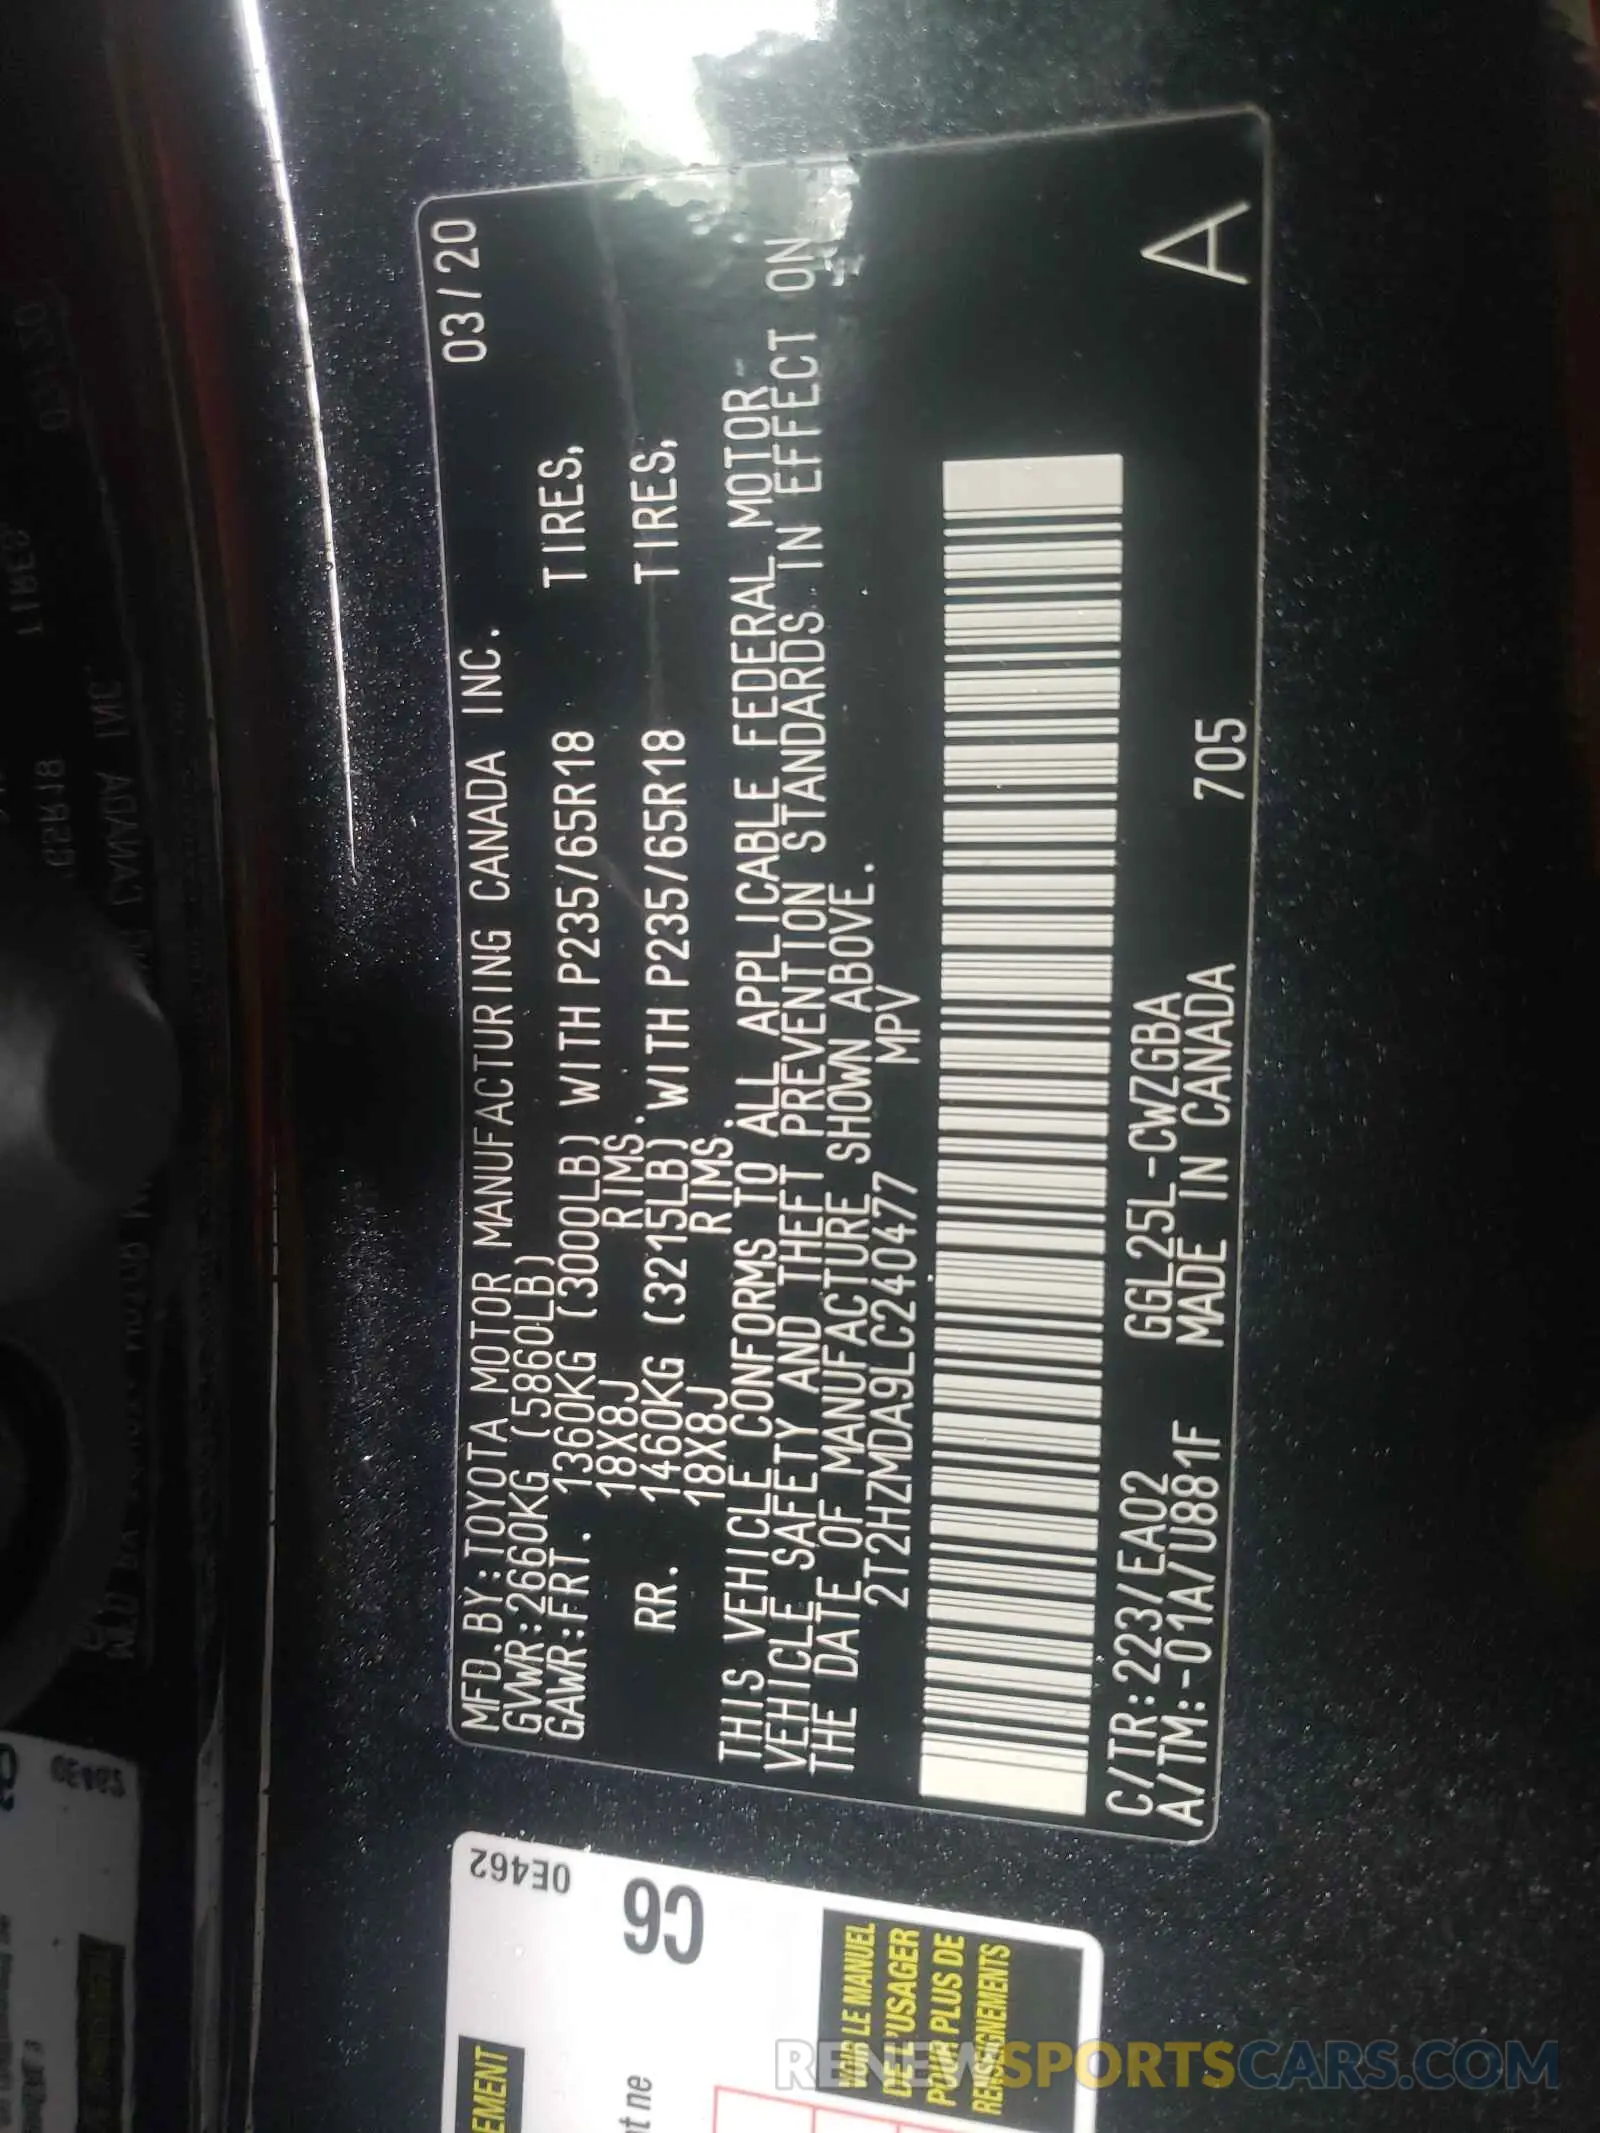 MFD.BY:TOYOTA MOTOR MANUFACTURING CANADA INC. 03/20
GVWR:2660KG (5860LB)
GAWR:FRT. 1360KG (3000LB) WITH P235/65R18 TIRES,
18X8J RIMS.
RR. 1460KG (3215LB) WITH P235/65R18 TIRES,
18X8J RIMS.
THIS VEHICLE CONFORMS TO ALL APPLICABLE FEDERAL MOTOR
VEHICLE SAFETY AND THEFT PREVENTION STANDARDS IN EFFECT ON
THE DATE OF MANUFACTURE SHOWN ABOVE.
2T2HZMDA9LC240477 MPV
C/TR:223/EA02 GGL25L-CWZGBA
A/TM:-01A/U881F MADE IN CANADA 705
A
0E462
C6
VOIR LE MANUEL
DE L'USAGER
POUR PLUS DE
RENSEIGNEMENTS
EMENT
ne
RENEWSPORTSCARS.COM